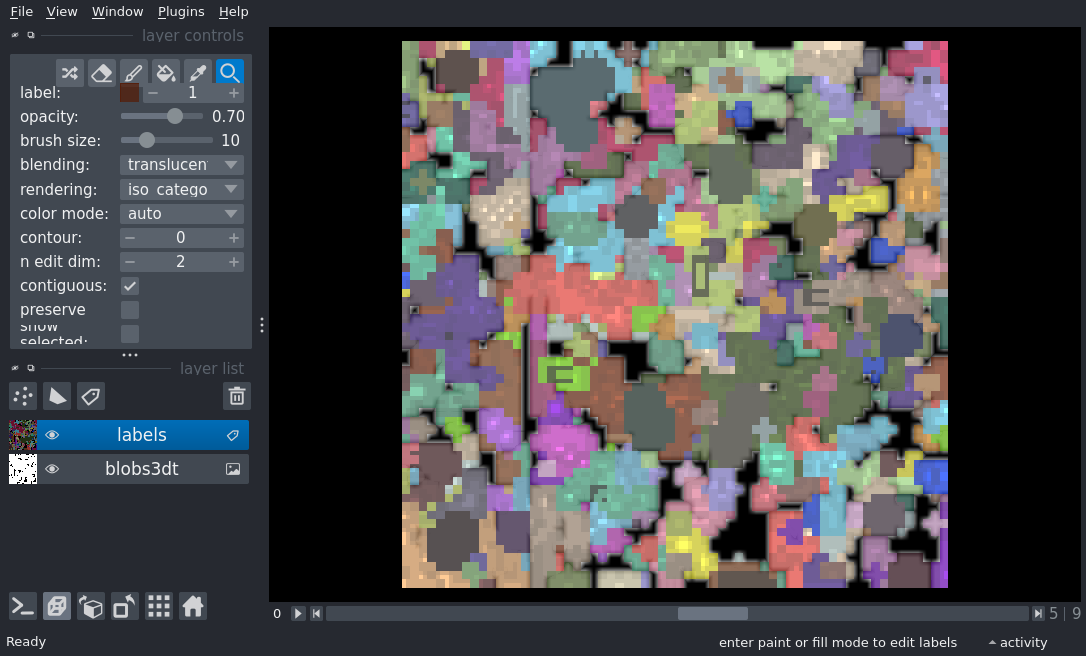 File View Window Plugins Help
layer controls
label: 1
opacity: 0.70
brush size: 10
blending: translucen
rendering: iso_catego
color mode: auto
contour: 0
n edit dim: 2
contiguous:
preserve
show
selected:
layer list
labels
blobs3dt
0 5 | 9
Ready enter paint or fill mode to edit labels activity